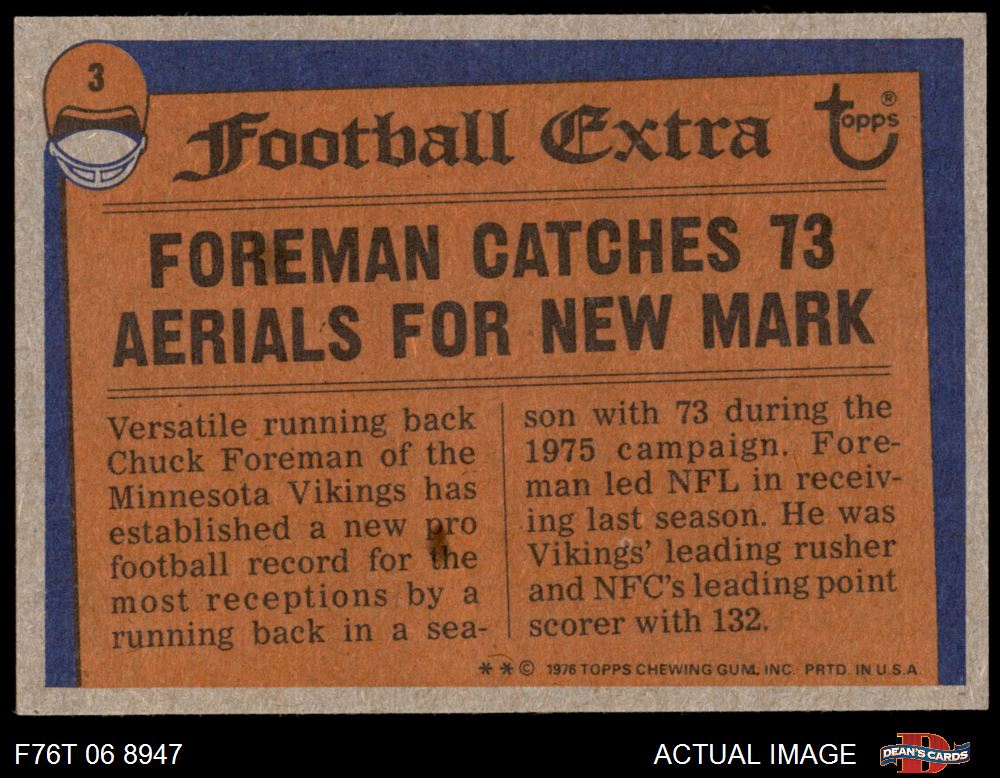 3
Football Extra
topps®
FOREMAN CATCHES 73
AERIALS FOR NEW MARK
Versatile running back
Chuck Foreman of the
Minnesota Vikings has
established a new pro
football record for the
most receptions by a
running back in a sea-
son with 73 during the
1975 campaign. Fore-
man led NFL in receiv-
ing last season. He was
Vikings' leading rusher
and NFC's leading point
scorer with 132.
** © 1976 TOPPS CHEWING GUM, INC. PRTD. IN U.S.A.
F76T 06 8947
ACTUAL IMAGE
DEAN'S CARDS